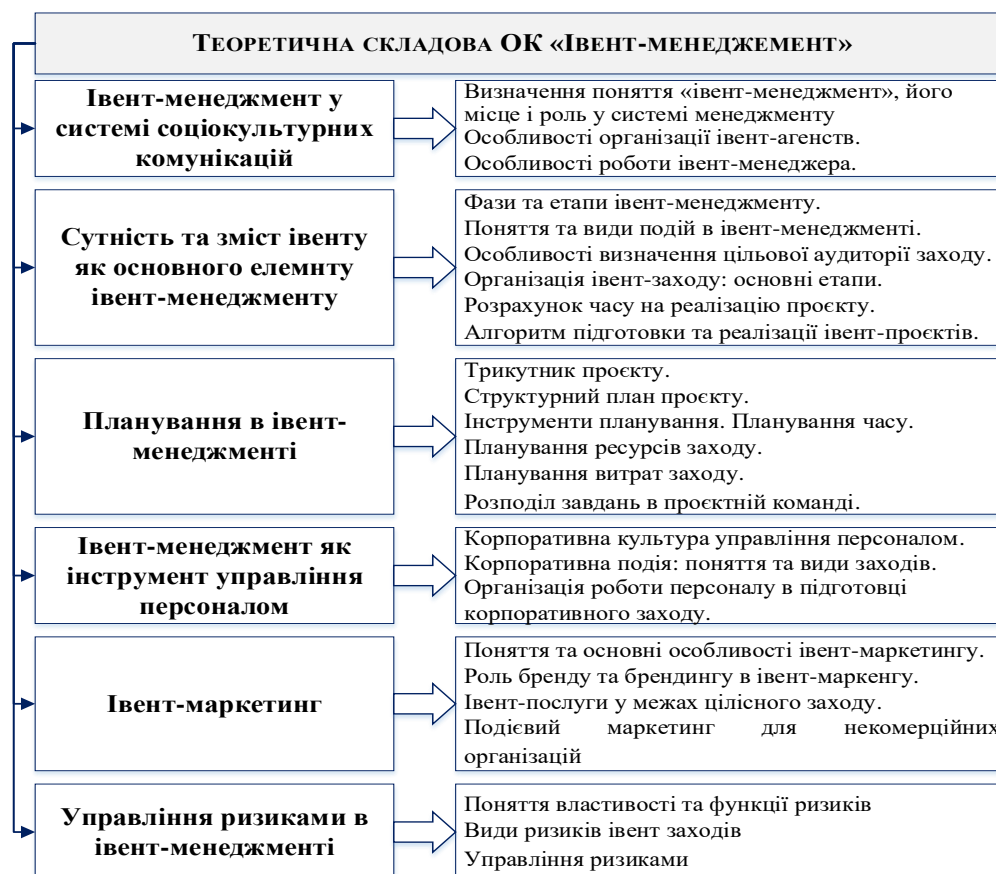 ТЕОРЕТИЧНА СКЛАДОВА ОК «ІВЕНТ-МЕНЕДЖЕМЕНТ»
Івент-менеджмент у
системі соціокультурних
комунікацій
Визначення поняття «івент-менеджмент», його
місце і роль у системі менеджменту
Особливості організації івент-агенств.
Особливості роботи івент-менеджера.
Сутність та зміст івенту
як основного елемнту
івент-менеджменту
Фази та етапи івент-менеджменту.
Поняття та види подій в івент-менеджменті.
Особливості визначення цільової аудиторії заходу.
Організація івент-заходу: основні етапи.
Розрахунок часу на реалізацію проєкту.
Алгоритм підготовки та реалізації івент-проєктів.
Планування в івент-
менеджменті
Трикутник проєкту.
Структурний план проєкту.
Інструменти планування. Планування часу.
Планування ресурсів заходу.
Планування витрат заходу.
Розподіл завдань в проєктній команді.
Івент-менеджмент як
інструмент управління
персоналом
Корпоративна культура управління персоналом.
Корпоративна подія: поняття та види заходів.
Організація роботи персоналу в підготовці
корпоративного заходу.
Івент-маркетинг
Поняття та основні особливості івент-маркетингу.
Роль бренду та брендингу в івент-маркенгу.
Івент-послуги у межах цілісного заходу.
Подієвий маркетинг для некомерційних
організацій
Управління ризиками в
івент-менеджменті
Поняття властивості та функції ризиків
Види ризиків івент заходів
Управління ризиками